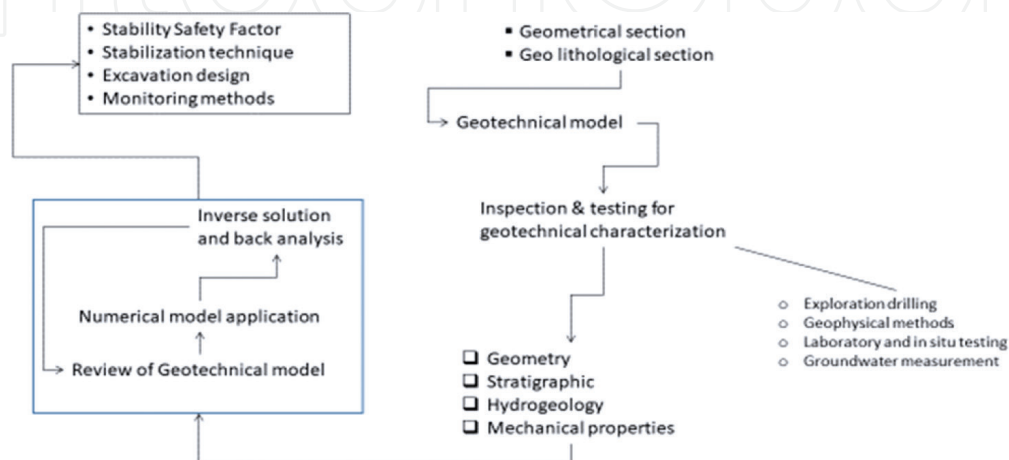 • Stability Safety Factor
• Stabilization technique
• Excavation design
• Monitoring methods
▪ Geometrical section
▪ Geo lithological section
Geotechnical model
Inspection & testing for
geotechnical characterization
○ Exploration drilling
○ Geophysical methods
○ Laboratory and in situ testing
○ Groundwater measurement
❑ Geometry
❑ Stratigraphic
❑ Hydrogeology
❑ Mechanical properties
Inverse solution
and back analysis
Numerical model application
Review of Geotechnical model